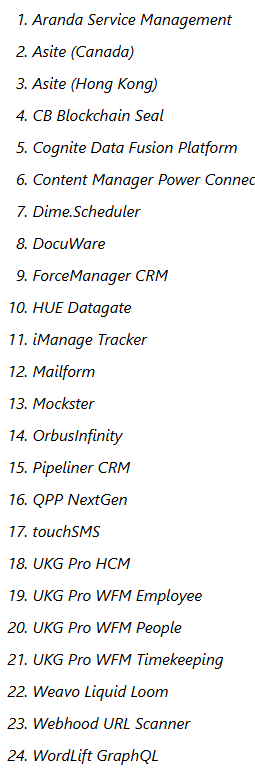 1. Aranda Service Management
2. Asite (Canada)
3. Asite (Hong Kong)
4. CB Blockchain Seal
5. Cognite Data Fusion Platform
6. Content Manager Power Connec
7. Dime.Scheduler
8. DocuWare
9. ForceManager CRM
10. HUE Datagate
11. iManage Tracker
12. Mailform
13. Mockster
14. OrbusInfinity
15. Pipeliner CRM
16. QPP NextGen
17. touchSMS
18. UKG Pro HCM
19. UKG Pro WFM Employee
20. UKG Pro WFM People
21. UKG Pro WFM Timekeeping
22. Weavo Liquid Loom
23. Webhood URL Scanner
24. WordLift GraphQL